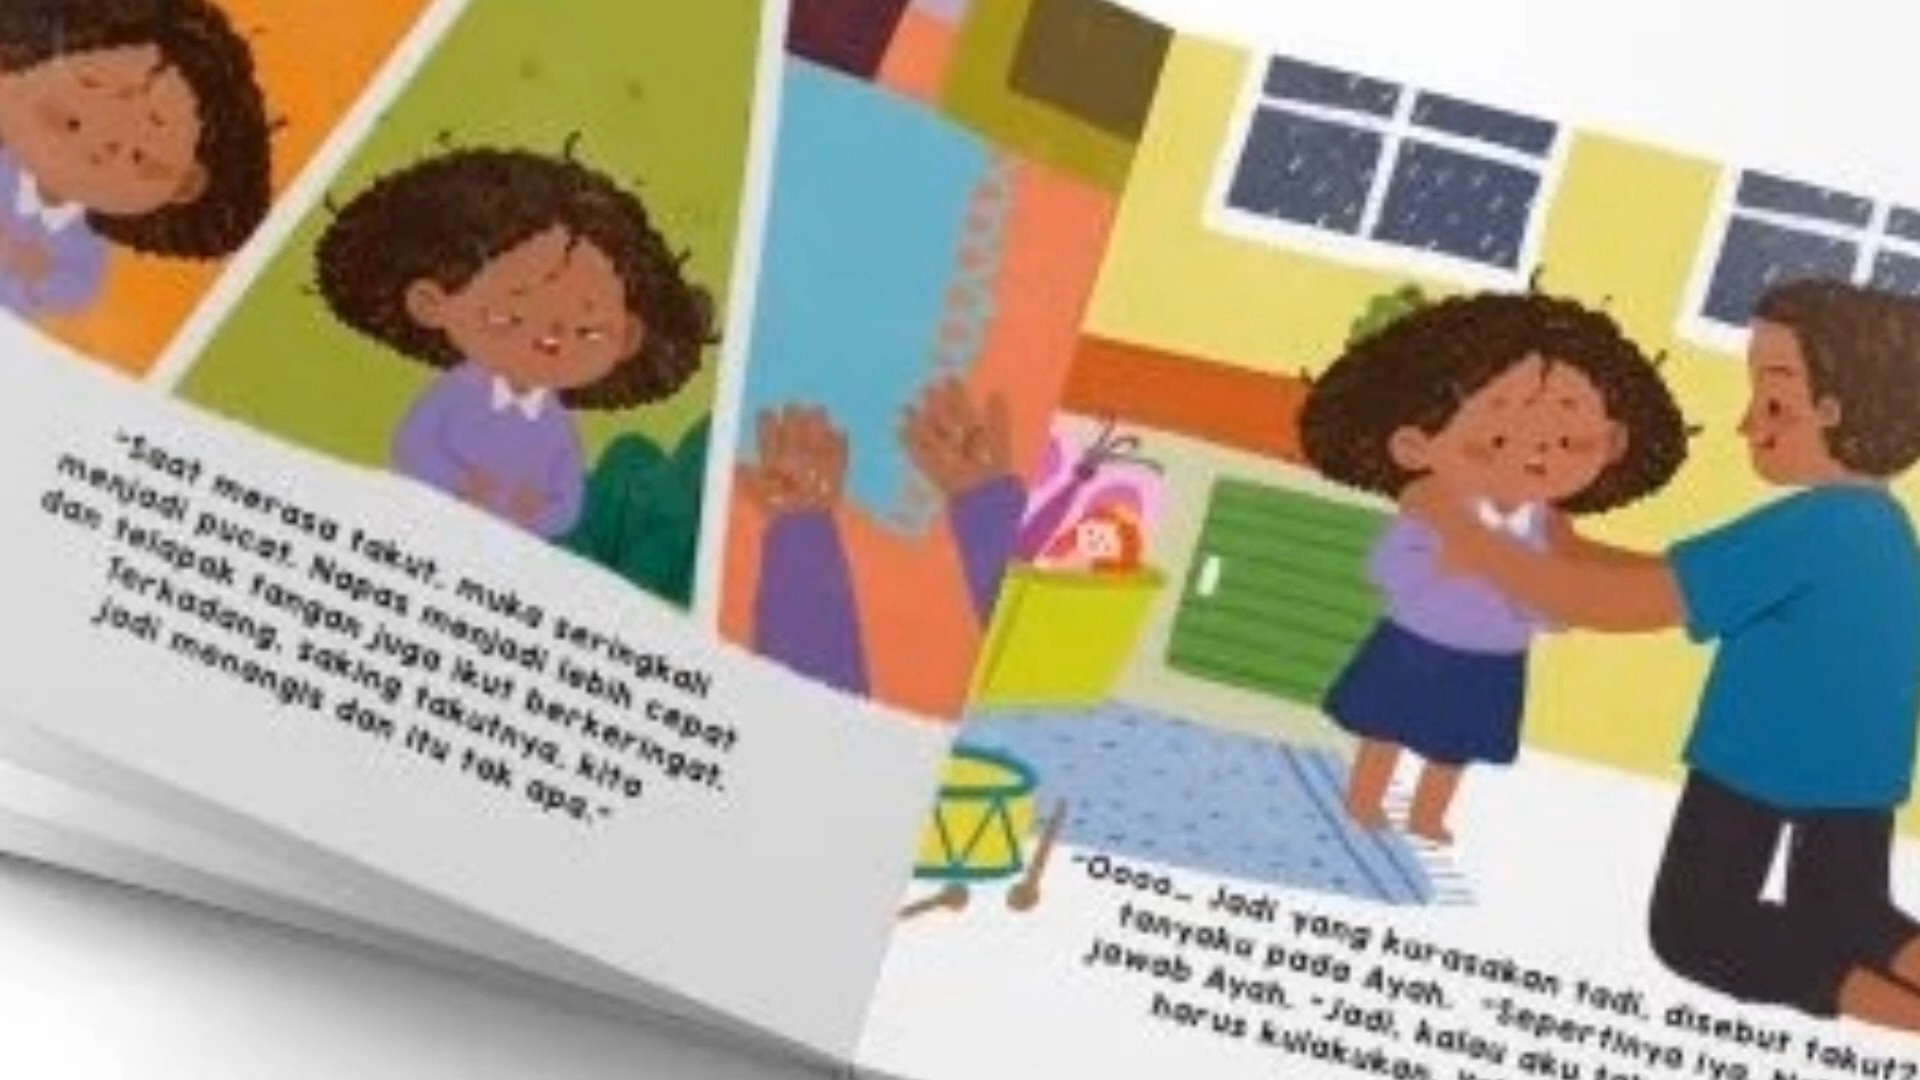 "Saat merasa takut, muka seringkali
menjadi pucat. Napas menjadi lebih cepat
dan telapak tangan juga ikut berkeringat.
Terkadang, saking takutnya, kita
jadi menangis dan itu tak apa."
"Oooo... Jadi yang kurasakan tadi, disebut takut?"
tanyaku pada Ayah. "Sepertinya iya,
jawab Ayah. "Jadi, kalau aku
harus kulakukan,